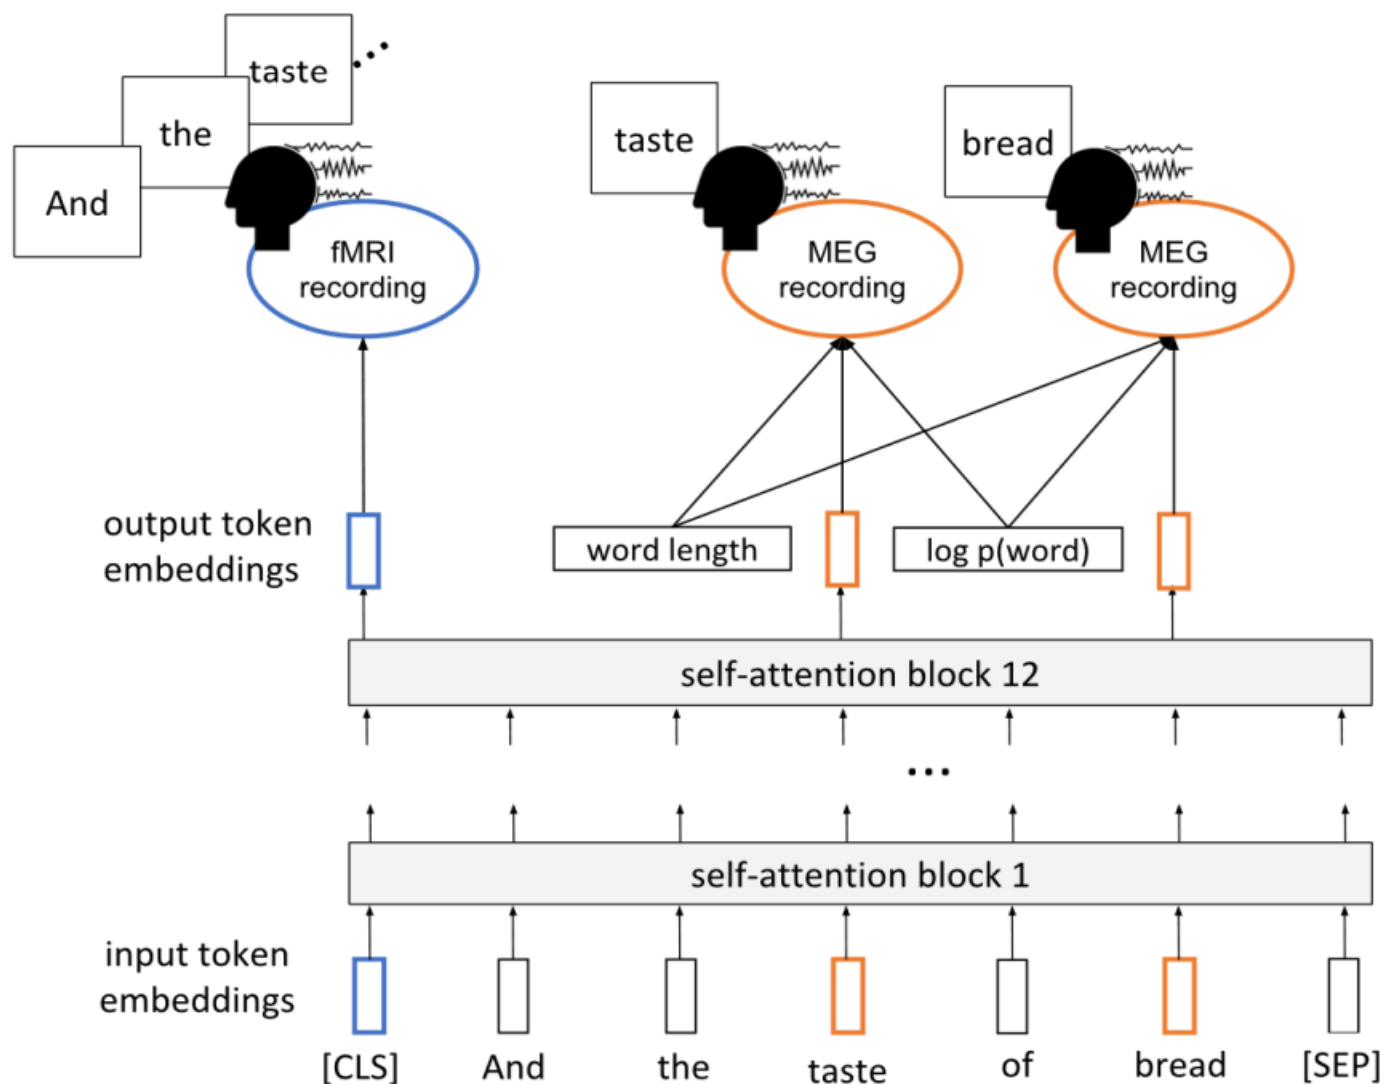 taste
the
And
taste
bread
fMRI
recording
MEG
recording
MEG
recording
output token
embeddings
word length
log p(word)
self-attention block 12
...
self-attention block 1
input token
embeddings
[CLS] And the taste of bread [SEP]